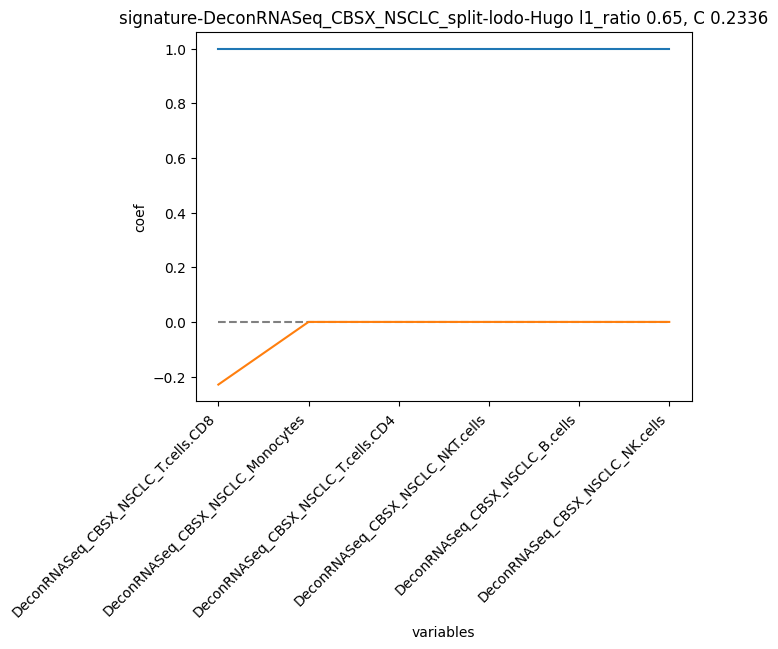 signature-DeconRNASeq_CBSX_NSCLC_split-lodo-Hugo l1_ratio 0.65, C 0.2336
1.0
0.8
0.6
0.4
0.2
0.0
−0.2
coef
DeconRNASeq_CBSX_NSCLC_T.cells.CD8
DeconRNASeq_CBSX_NSCLC_Monocytes
DeconRNASeq_CBSX_NSCLC_T.cells.CD4
DeconRNASeq_CBSX_NSCLC_NKT.cells
DeconRNASeq_CBSX_NSCLC_B.cells
DeconRNASeq_CBSX_NSCLC_NK.cells
variables